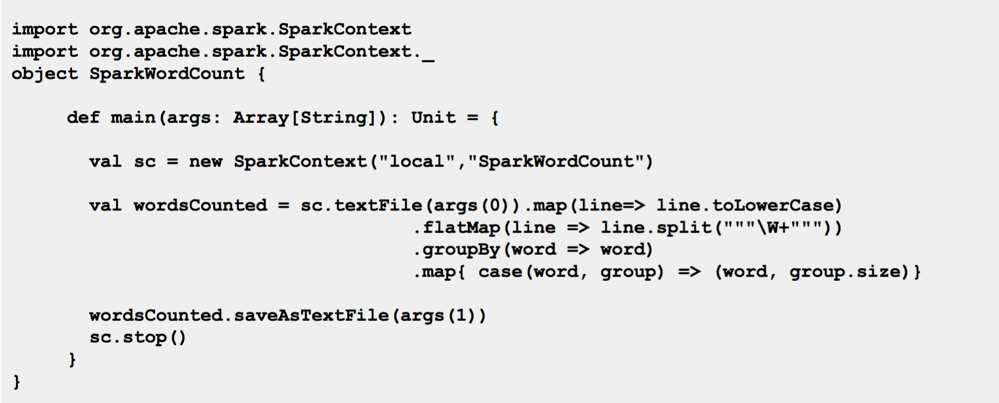 import org.apache.spark.SparkContext
import org.apache.spark.SparkContext._
object SparkWordCount {
def main(args: Array[String]): Unit = {
val sc = new SparkContext("local","SparkWordCount")
val wordsCounted = sc.textFile(args(0)).map(line=> line.toLowerCase)
.flatMap(line => line.split("""\W+"""))
.groupBy(word => word)
.map{ case(word, group) => (word, group.size)}
wordsCounted.saveAsTextFile(args(1))
sc.stop()
}
}